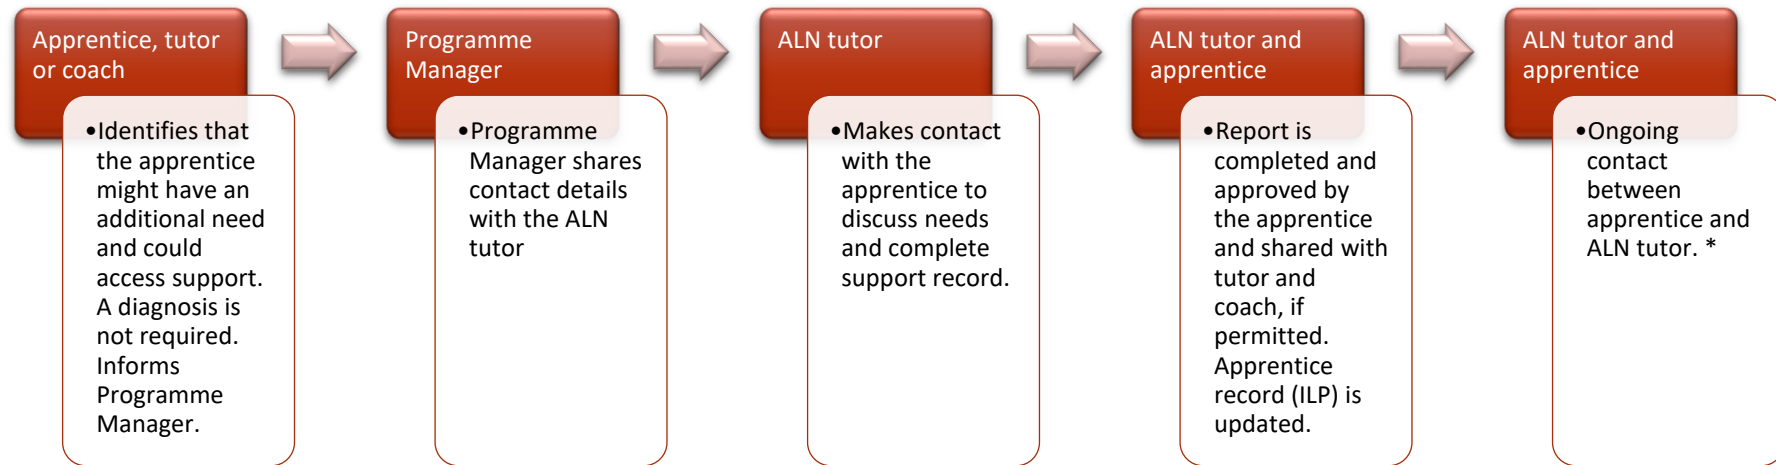 Apprentice, tutor
or coach
•Identifies that
the apprentice
might have an
additional need
and could
access support.
A diagnosis is
not required.
Informs
Programme
Manager.
Programme
Manager
•Programme
Manager shares
contact details
with the ALN
tutor
ALN tutor
•Makes contact
with the
apprentice to
discuss needs
and complete
support record.
ALN tutor and
apprentice
•Report is
completed and
approved by
the apprentice
and shared with
tutor and
coach, if
permitted.
Apprentice
record (ILP) is
updated.
ALN tutor and
apprentice
•Ongoing
contact
between
apprentice and
ALN tutor. *